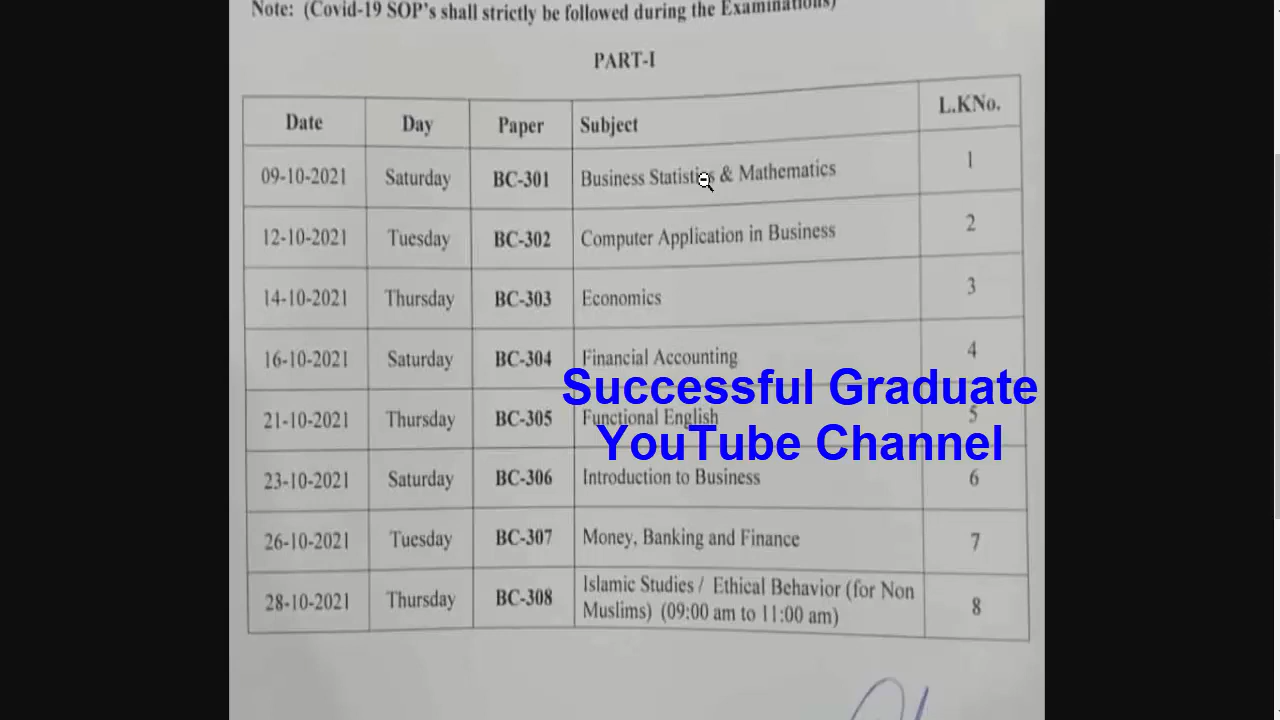 Note: (Covid-19 SOP's shall strictly be followed during the Examinations)
PART-I
Date Day Paper Subject L.KNo.
09-10-2021 Saturday BC-301 Business Statistics & Mathematics 1
12-10-2021 Tuesday BC-302 Computer Application in Business 2
14-10-2021 Thursday BC-303 Economics 3
16-10-2021 Saturday BC-304 Financial Accounting 4
Successful Graduate
21-10-2021 Thursday BC-305 Functional English 5
YouTube Channel
23-10-2021 Saturday BC-306 Introduction to Business 6
26-10-2021 Tuesday BC-307 Money, Banking and Finance 7
28-10-2021 Thursday BC-308 Islamic Studies / Ethical Behavior (for Non
Muslims) (09:00 am to 11:00 am) 8